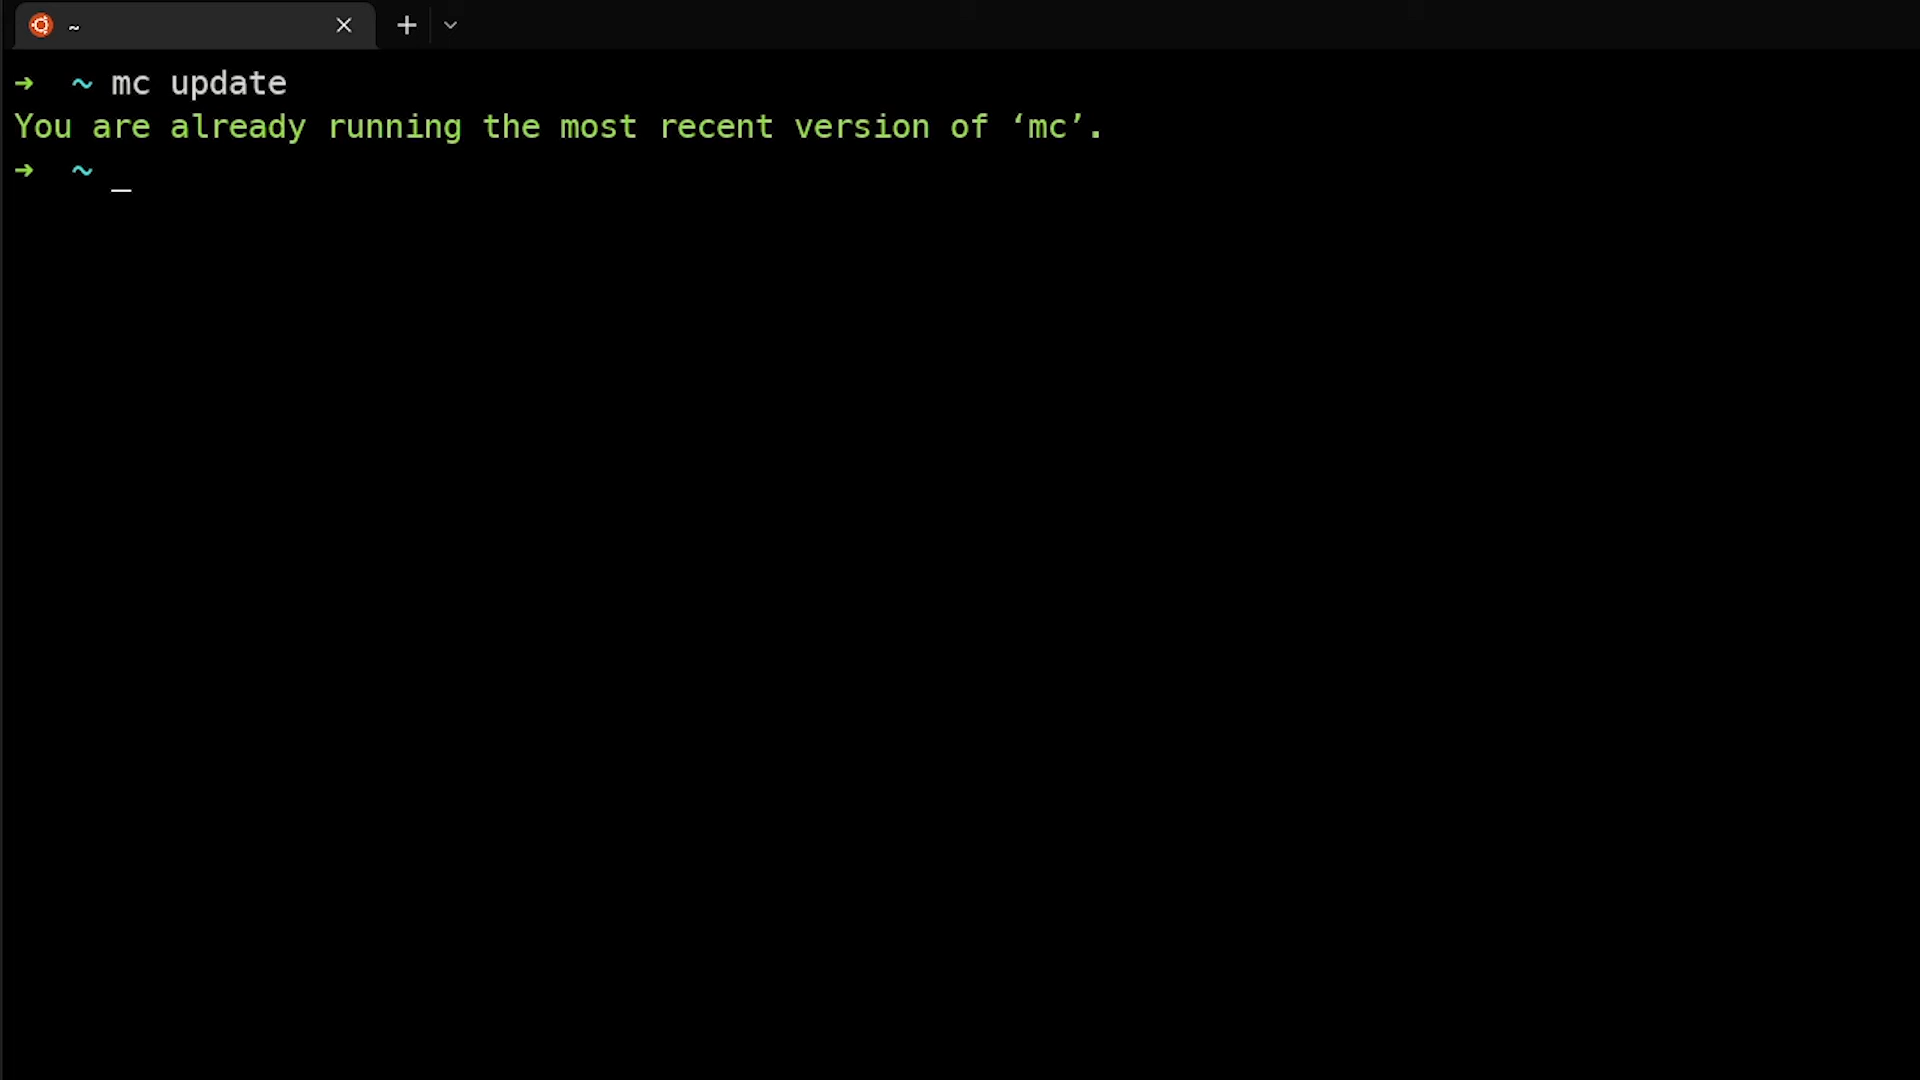 ~
➜ ~ mc update
You are already running the most recent version of ‘mc’.
➜ ~ _